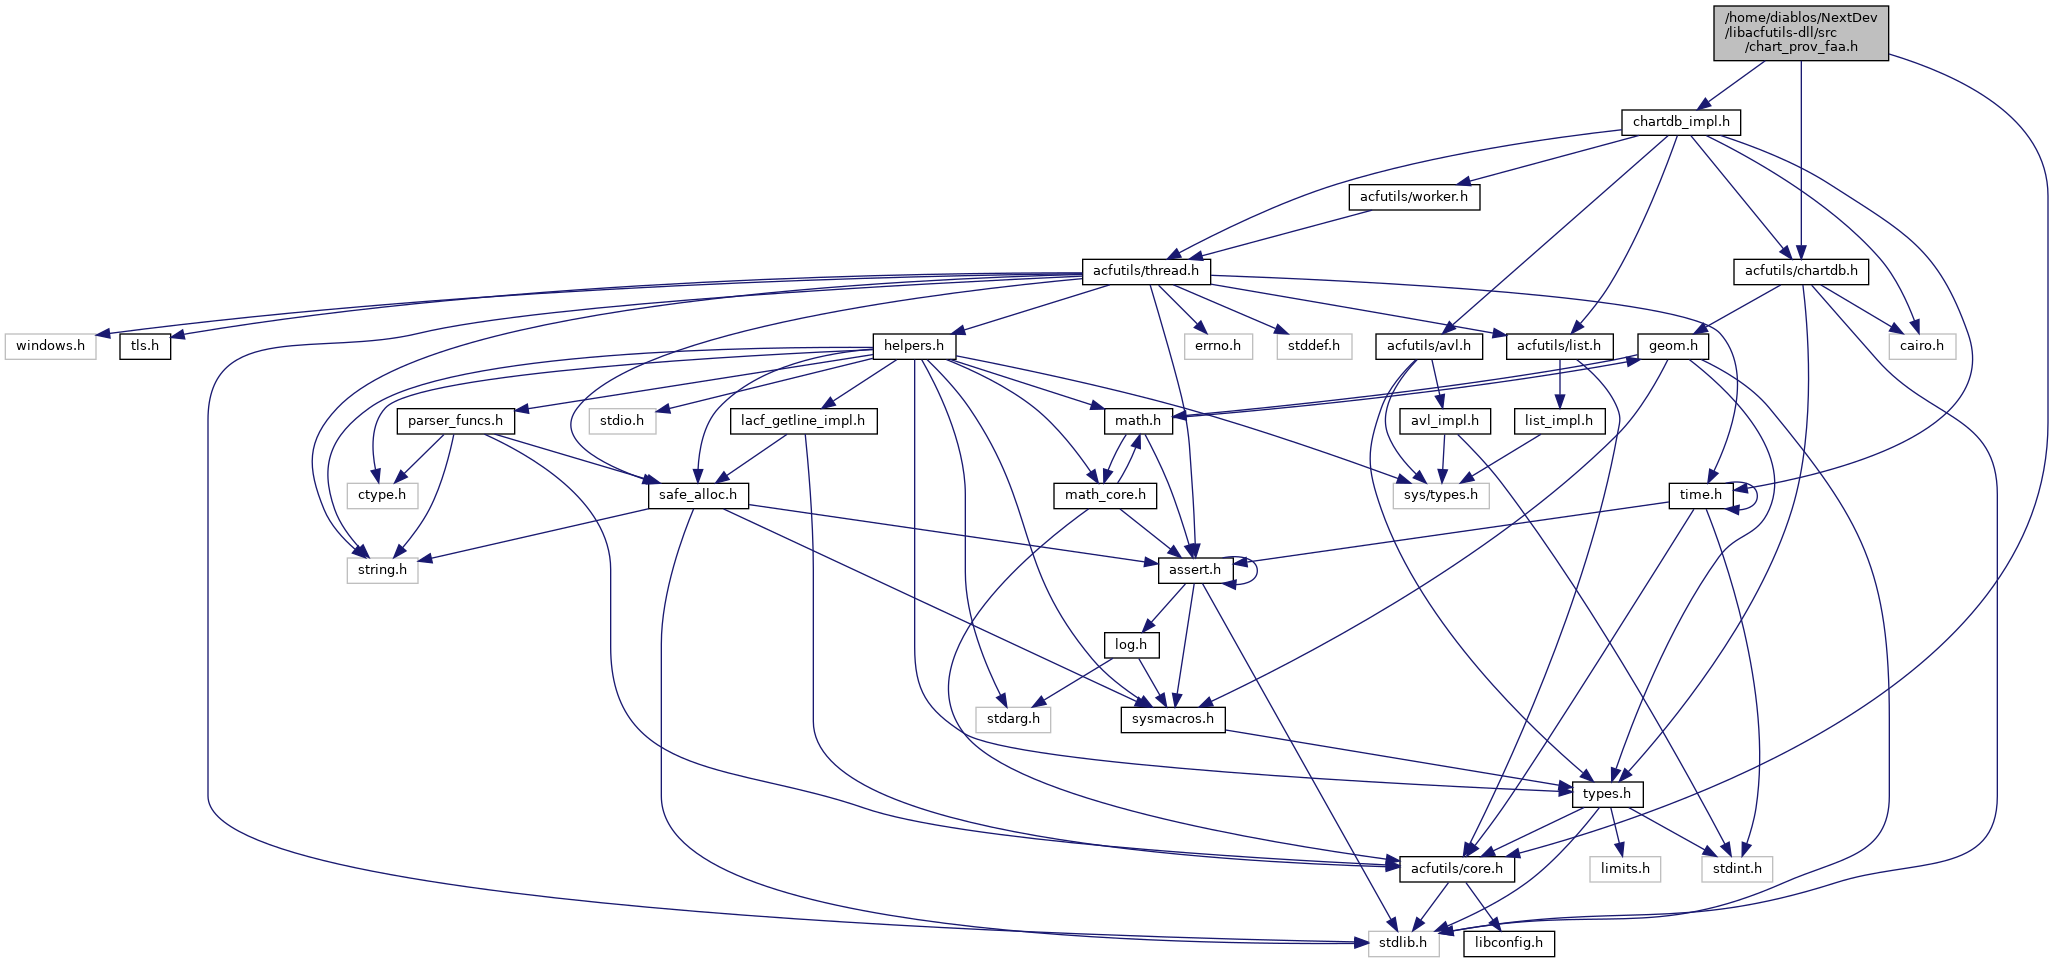 /home/diablos/NextDev
/libacfutils-dll/src
/chart_prov_faa.h
chartdb_impl.h
acfutils/worker.h
acfutils/thread.h
acfutils/chartdb.h
windows.h
tls.h
helpers.h
errno.h
stddef.h
acfutils/avl.h
acfutils/list.h
geom.h
cairo.h
parser_funcs.h
stdio.h
lacf_getline_impl.h
math.h
avl_impl.h
list_impl.h
ctype.h
safe_alloc.h
math_core.h
sys/types.h
time.h
string.h
assert.h
log.h
stdarg.h
sysmacros.h
types.h
acfutils/core.h
limits.h
stdint.h
stdlib.h
libconfig.h